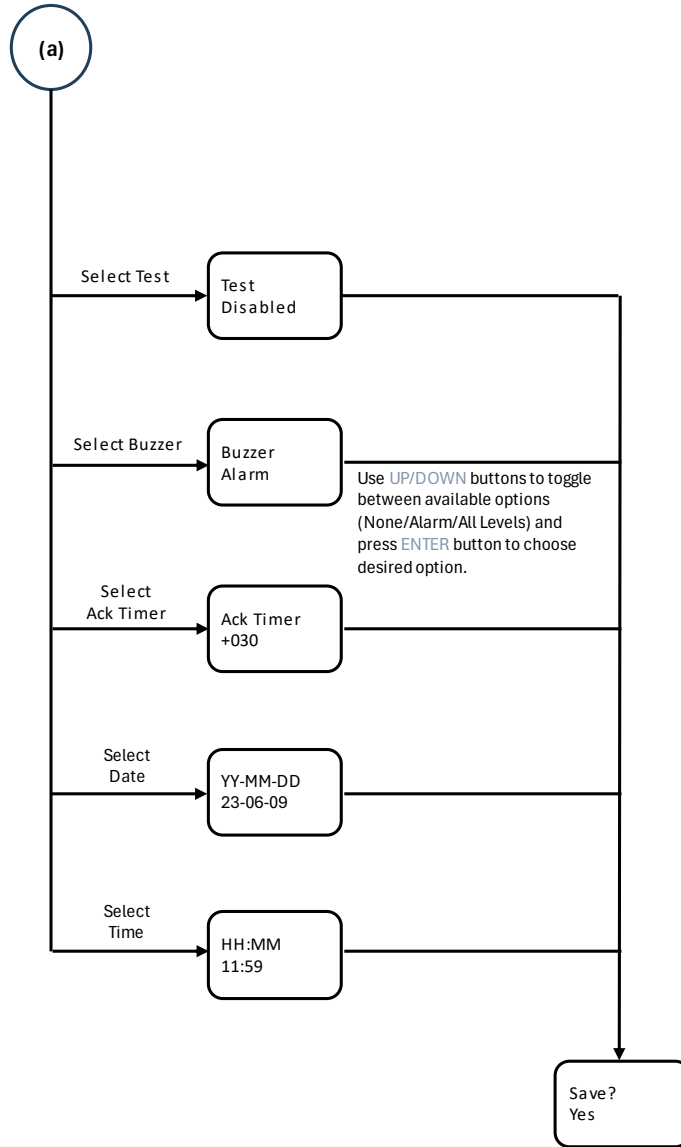 (a)
Select Test
Test
Disabled
Select Buzzer
Buzzer
Alarm
Use UP/DOWN buttons to toggle
between available options
(None/Alarm/All Levels) and
press ENTER button to choose
desired option.
Select
Ack Timer
Ack Timer
+030
Select
Date
YY-MM-DD
23-06-09
Select
Time
HH:MM
11:59
Save?
Yes